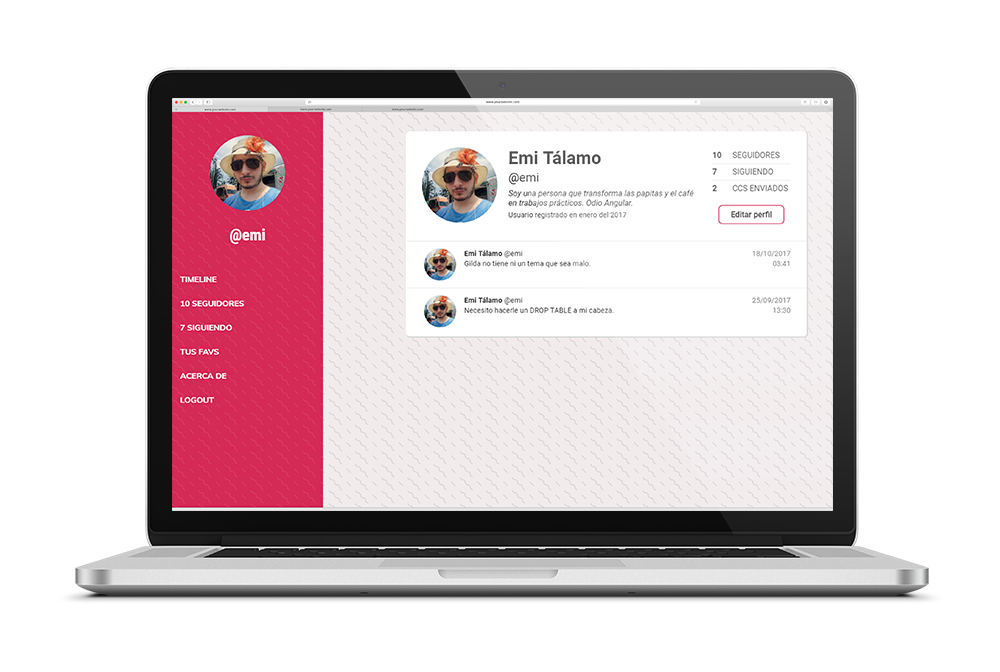 www.yourwebsite.com
@emi
TIMELINE
10 SEGUIDORES
7 SIGUIENDO
TUS FAVS
ACERCA DE
LOGOUT
Emi Tálamo
@emi
Soy una persona que transforma las papitas y el café
en trabajos prácticos. Odio Angular.
Usuario registrado en enero del 2017
10 SEGUIDORES
7 SIGUIENDO
2 CCS ENVIADOS
Editar perfil
Emi Tálamo @emi 18/10/2017
Gilda no tiene ni un tema que sea malo. 03:41
Emi Tálamo @emi 25/09/2017
Necesito hacerle un DROP TABLE a mi cabeza. 13:30